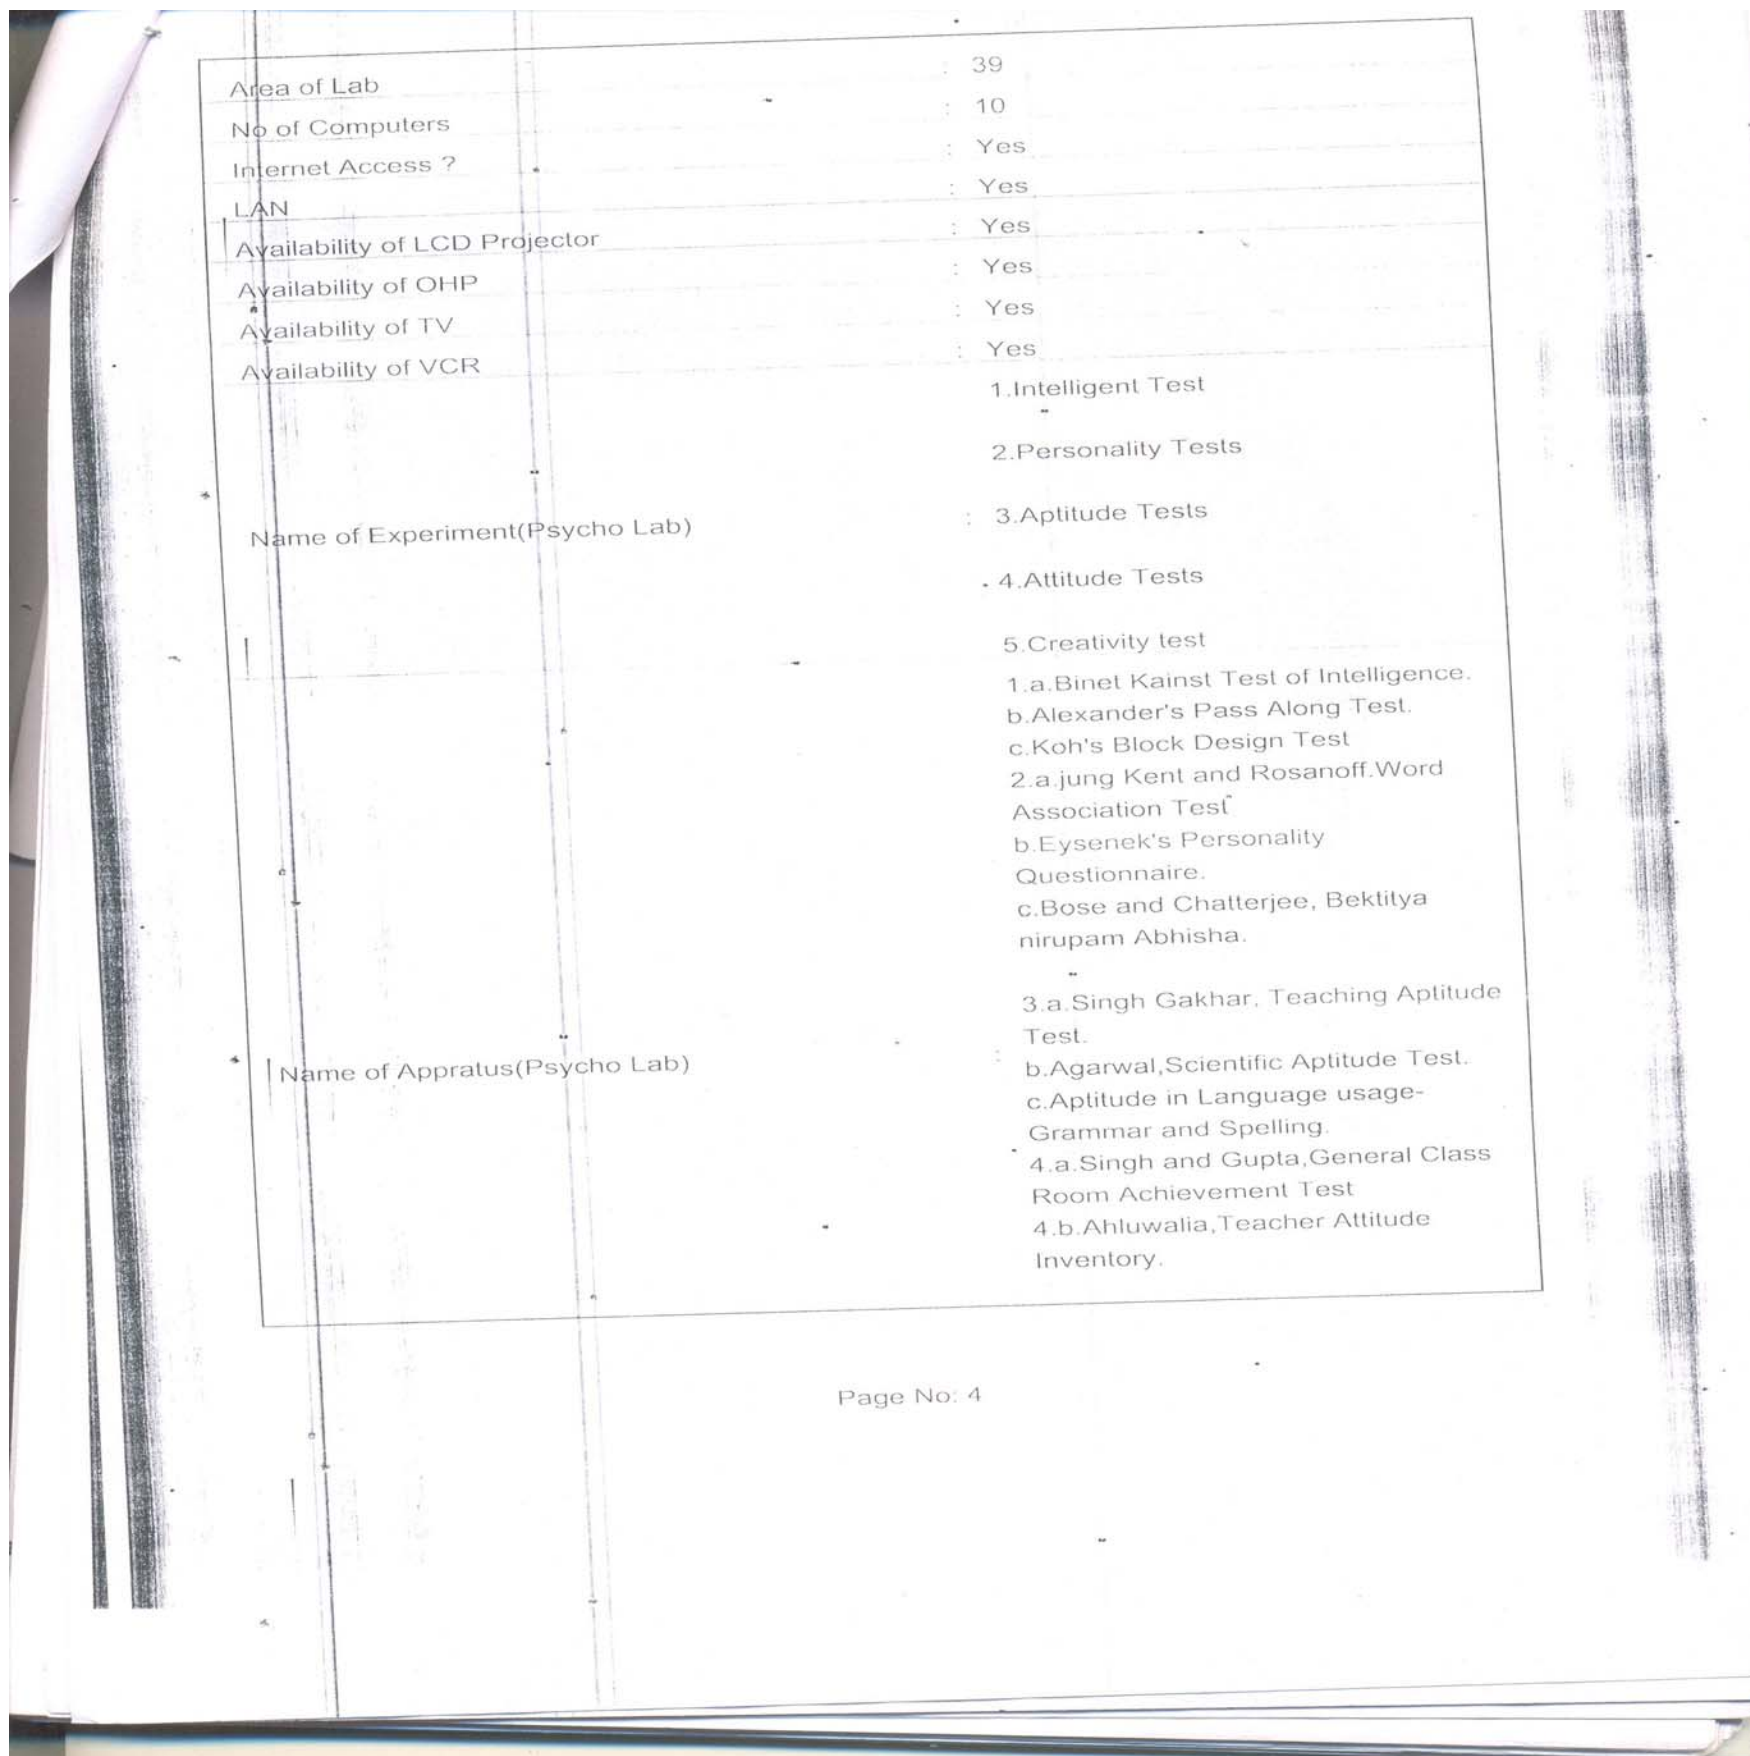 Area of Lab : 39
No of Computers : 10
Internet Access ? : Yes
LAN : Yes
Availability of LCD Projector : Yes
Availability of OHP : Yes
Availability of TV : Yes
Availability of VCR : Yes
1.Intelligent Test
2.Personality Tests
Name of Experiment(Psycho Lab) : 3.Aptitude Tests
4.Attitude Tests
5.Creativity test
1.a.Binet Kainst Test of Intelligence.
b.Alexander's Pass Along Test.
c.Koh's Block Design Test
2.a.jung Kent and Rosanoff.Word
Association Test
b.Eysenek's Personality
Questionnaire.
c.Bose and Chatterjee, Bektitya
nirupam Abhisha.
3.a.Singh Gakhar, Teaching Aptitude
Test.
Name of Appratus(Psycho Lab) :
b.Agarwal,Scientific Aptitude Test.
c.Aptitude in Language usage-
Grammar and Spelling.
4.a.Singh and Gupta,General Class
Room Achievement Test
4.b.Ahluwalia,Teacher Attitude
Inventory.
Page No: 4